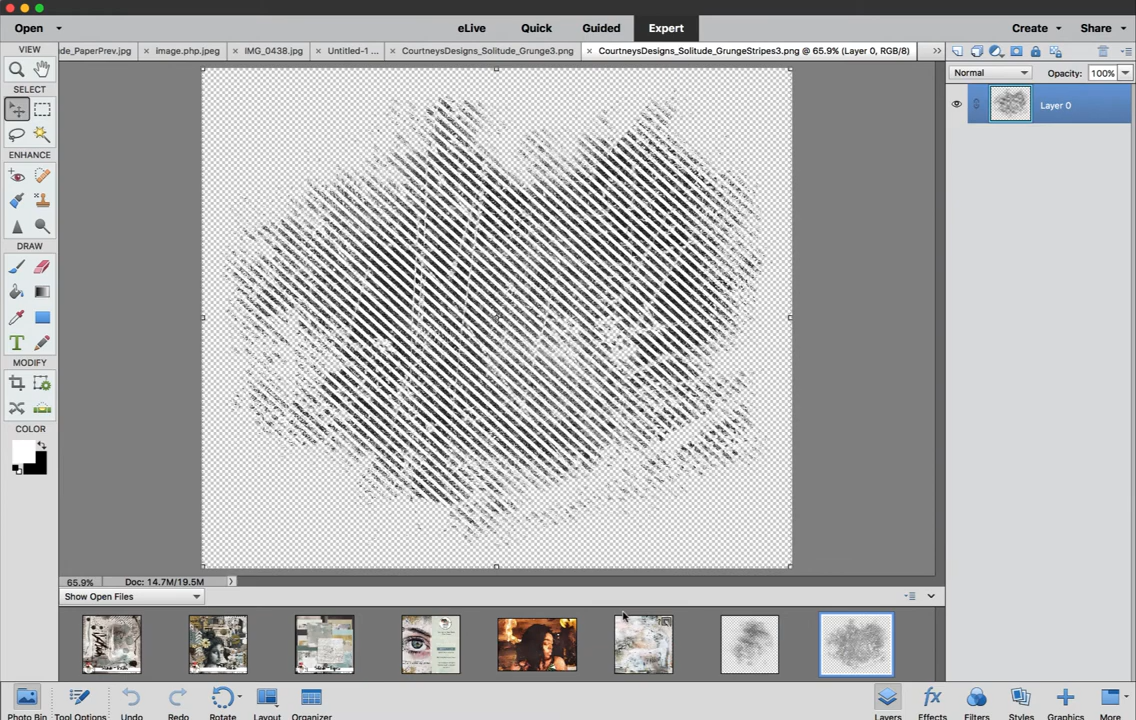 Open
eLive
Quick
Guided
Expert
Create
Share
VIEW
de_PaperPrev.jpg
image.php.jpeg
IMG_0438.jpg
Untitled-1 ...
CourtneysDesigns_Solitude_Grunge3.png
CourtneysDesigns_Solitude_GrungeStripes3.png @ 65.9% (Layer 0, RGB/8)
Normal
Opacity: 100%
Layer 0
SELECT
ENHANCE
DRAW
MODIFY
COLOR
65.9%
Doc: 14.7M/19.5M
Show Open Files
Photo Bin
Tool Options
Undo
Redo
Rotate
Layout
Organizer
Layers
Effects
Filters
Styles
Graphics
More